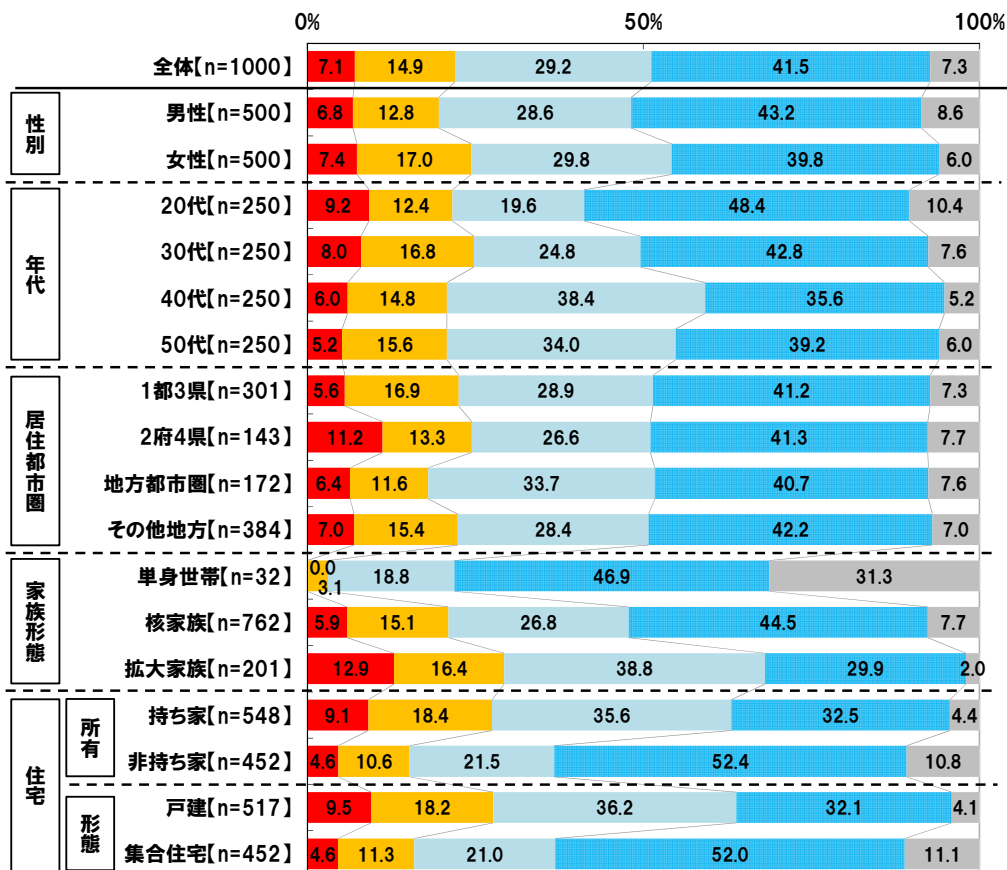 0% 50% 100%
全体【n=1000】 7.1 14.9 29.2 41.5 7.3
性別
男性【n=500】 6.8 12.8 28.6 43.2 8.6
女性【n=500】 7.4 17.0 29.8 39.8 6.0
年代
20代【n=250】 9.2 12.4 19.6 48.4 10.4
30代【n=250】 8.0 16.8 24.8 42.8 7.6
40代【n=250】 6.0 14.8 38.4 35.6 5.2
50代【n=250】 5.2 15.6 34.0 39.2 6.0
居住都市圏
1都3県【n=301】 5.6 16.9 28.9 41.2 7.3
2府4県【n=143】 11.2 13.3 26.6 41.3 7.7
地方都市圏【n=172】 6.4 11.6 33.7 40.7 7.6
その他地方【n=384】 7.0 15.4 28.4 42.2 7.0
家族形態
単身世帯【n=32】 0.0 3.1 18.8 46.9 31.3
核家族【n=762】 5.9 15.1 26.8 44.5 7.7
拡大家族【n=201】 12.9 16.4 38.8 29.9 2.0
住宅
所有
持ち家【n=548】 9.1 18.4 35.6 32.5 4.4
非持ち家【n=452】 4.6 10.6 21.5 52.4 10.8
形態
戸建【n=517】 9.5 18.2 36.2 32.1 4.1
集合住宅【n=452】 4.6 11.3 21.0 52.0 11.1